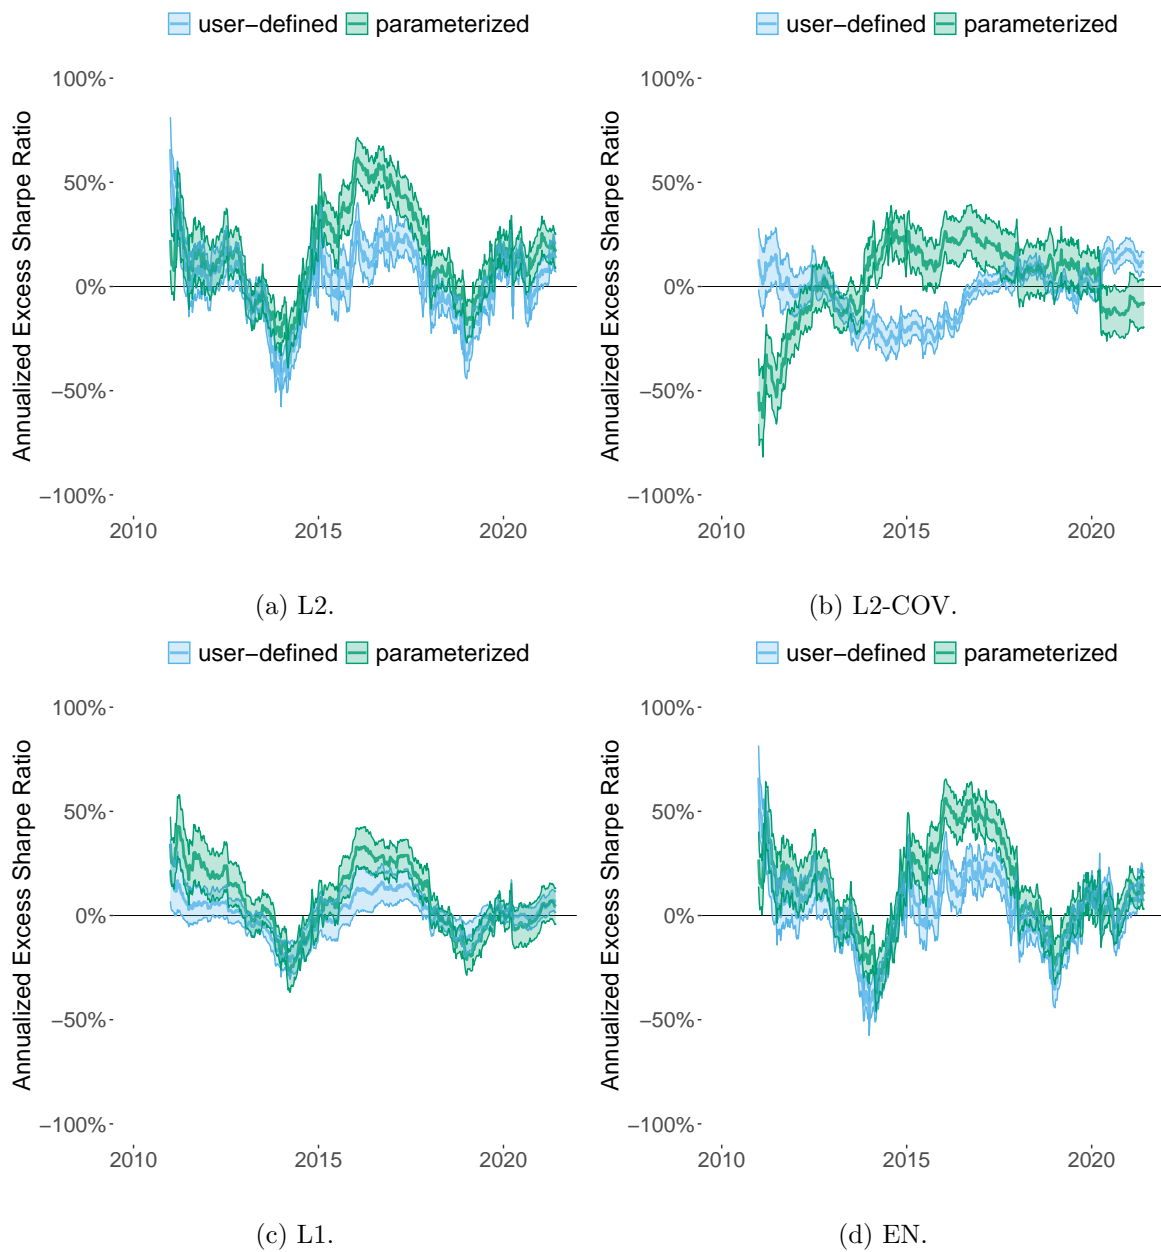 user−defined parameterized
100%
50%
0%
−50%
−100%
Annualized Excess Sharpe Ratio
2010 2015 2020
(a) L2.
user−defined parameterized
100%
50%
0%
−50%
−100%
Annualized Excess Sharpe Ratio
2010 2015 2020
(b) L2-COV.
user−defined parameterized
100%
50%
0%
−50%
−100%
Annualized Excess Sharpe Ratio
2010 2015 2020
(c) L1.
user−defined parameterized
100%
50%
0%
−50%
−100%
Annualized Excess Sharpe Ratio
2010 2015 2020
(d) EN.